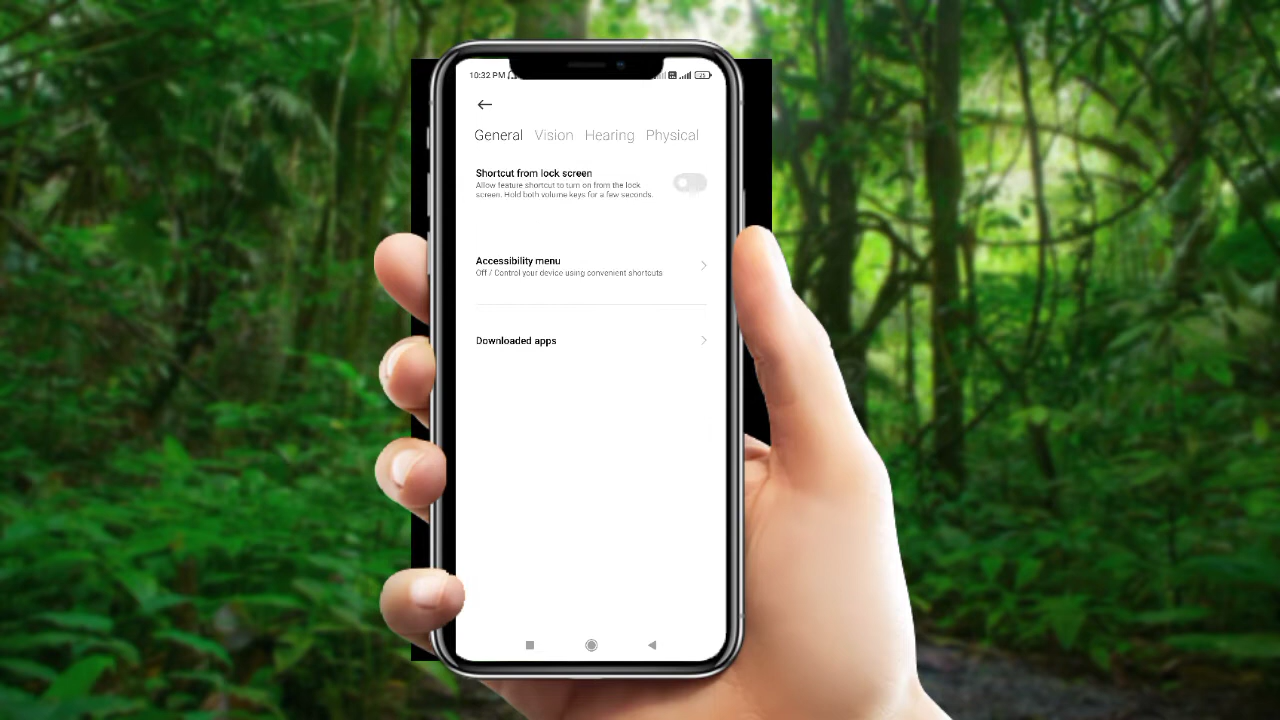 10:32 PM
25
General Vision Hearing Physical
Shortcut from lock screen
Allow feature shortcut to turn on from the lock
screen. Hold both volume keys for a few seconds.
Accessibility menu
Off / Control your device using convenient shortcuts
Downloaded apps